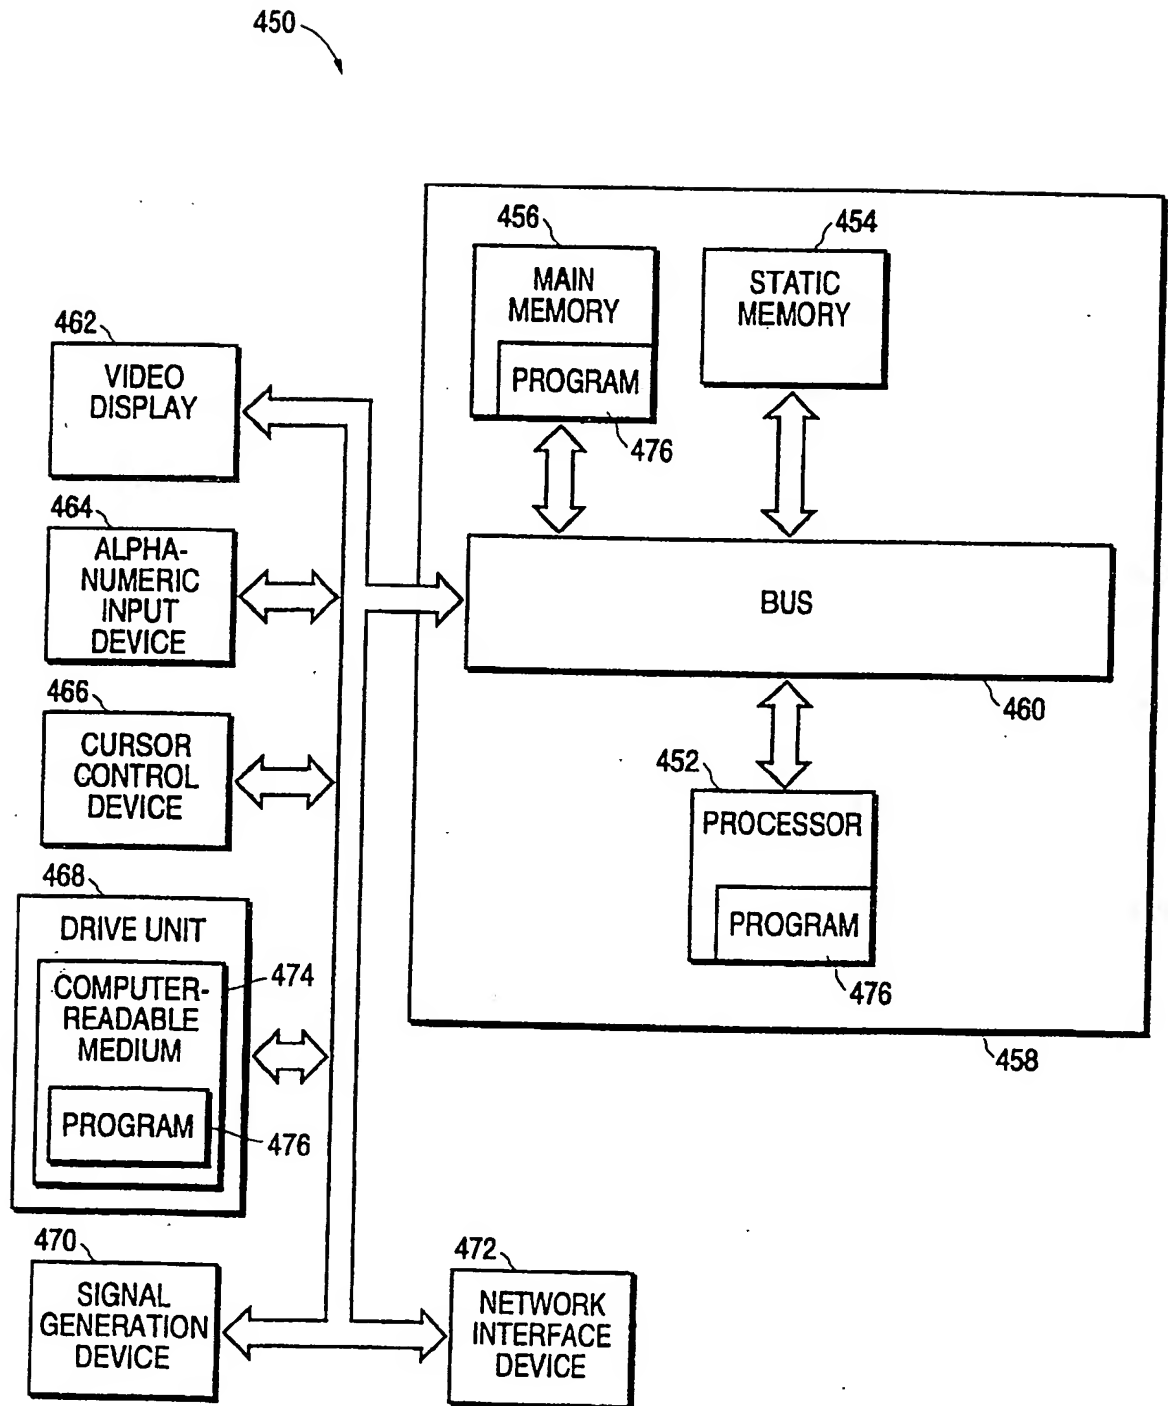 450
456
MAIN
MEMORY
PROGRAM
476
454
STATIC
MEMORY
462
VIDEO
DISPLAY
464
ALPHA-
NUMERIC
INPUT
DEVICE
BUS
460
466
CURSOR
CONTROL
DEVICE
452
PROCESSOR
PROGRAM
476
458
468
DRIVE UNIT
COMPUTER-
READABLE
MEDIUM
474
PROGRAM
476
470
SIGNAL
GENERATION
DEVICE
472
NETWORK
INTERFACE
DEVICE